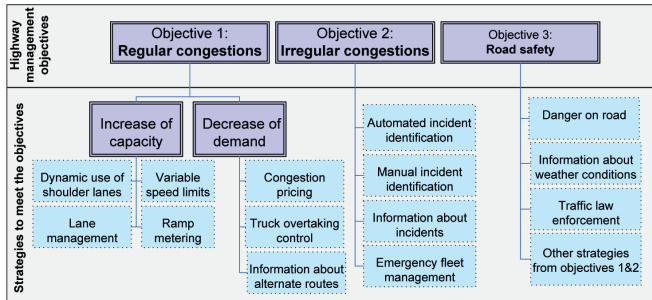 Highway
management
objectives
Objective 1:
Regular congestions
Objective 2:
Irregular congestions
Objective 3:
Road safety
Strategies to meet the objectives
Increase of
capacity
Decrease of
demand
Dynamic use of
shoulder lanes
Variable
speed limits
Lane
management
Ramp
metering
Congestion
pricing
Truck overtaking
control
Information about
alternate routes
Automated incident
identification
Manual incident
identification
Information about
incidents
Emergency fleet
management
Danger on road
Information about
weather conditions
Traffic law
enforcement
Other strategies
from objectives 1&2